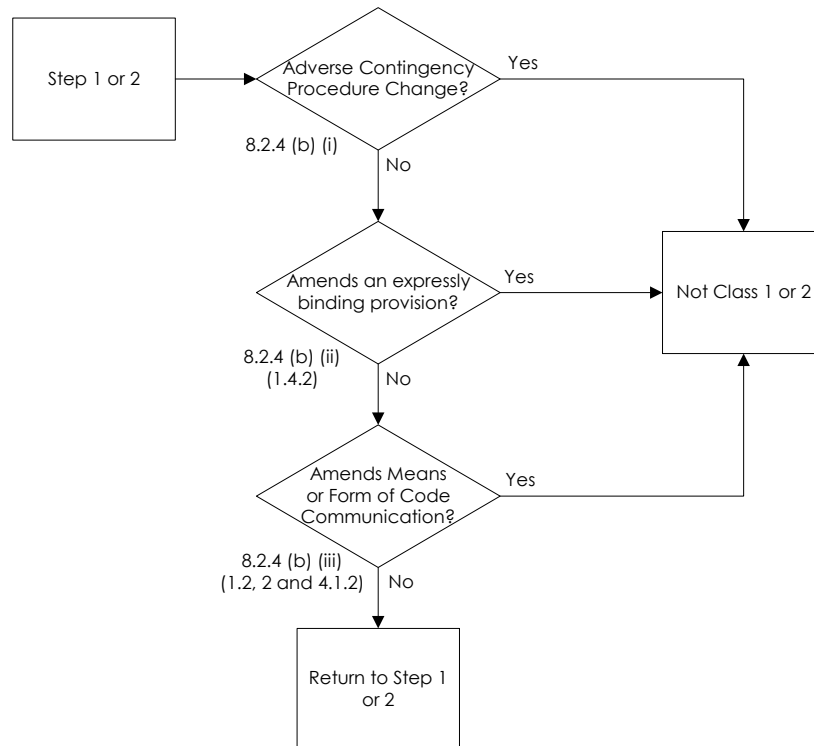 Step 1 or 2
Adverse Contingency
Procedure Change?
Yes
8.2.4 (b) (i)
No
Amends an expressly
binding provision?
Yes
Not Class 1 or 2
8.2.4 (b) (ii)
(1.4.2)
No
Amends Means
or Form of Code
Communication?
Yes
8.2.4 (b) (iii)
(1.2, 2 and 4.1.2)
No
Return to Step 1
or 2